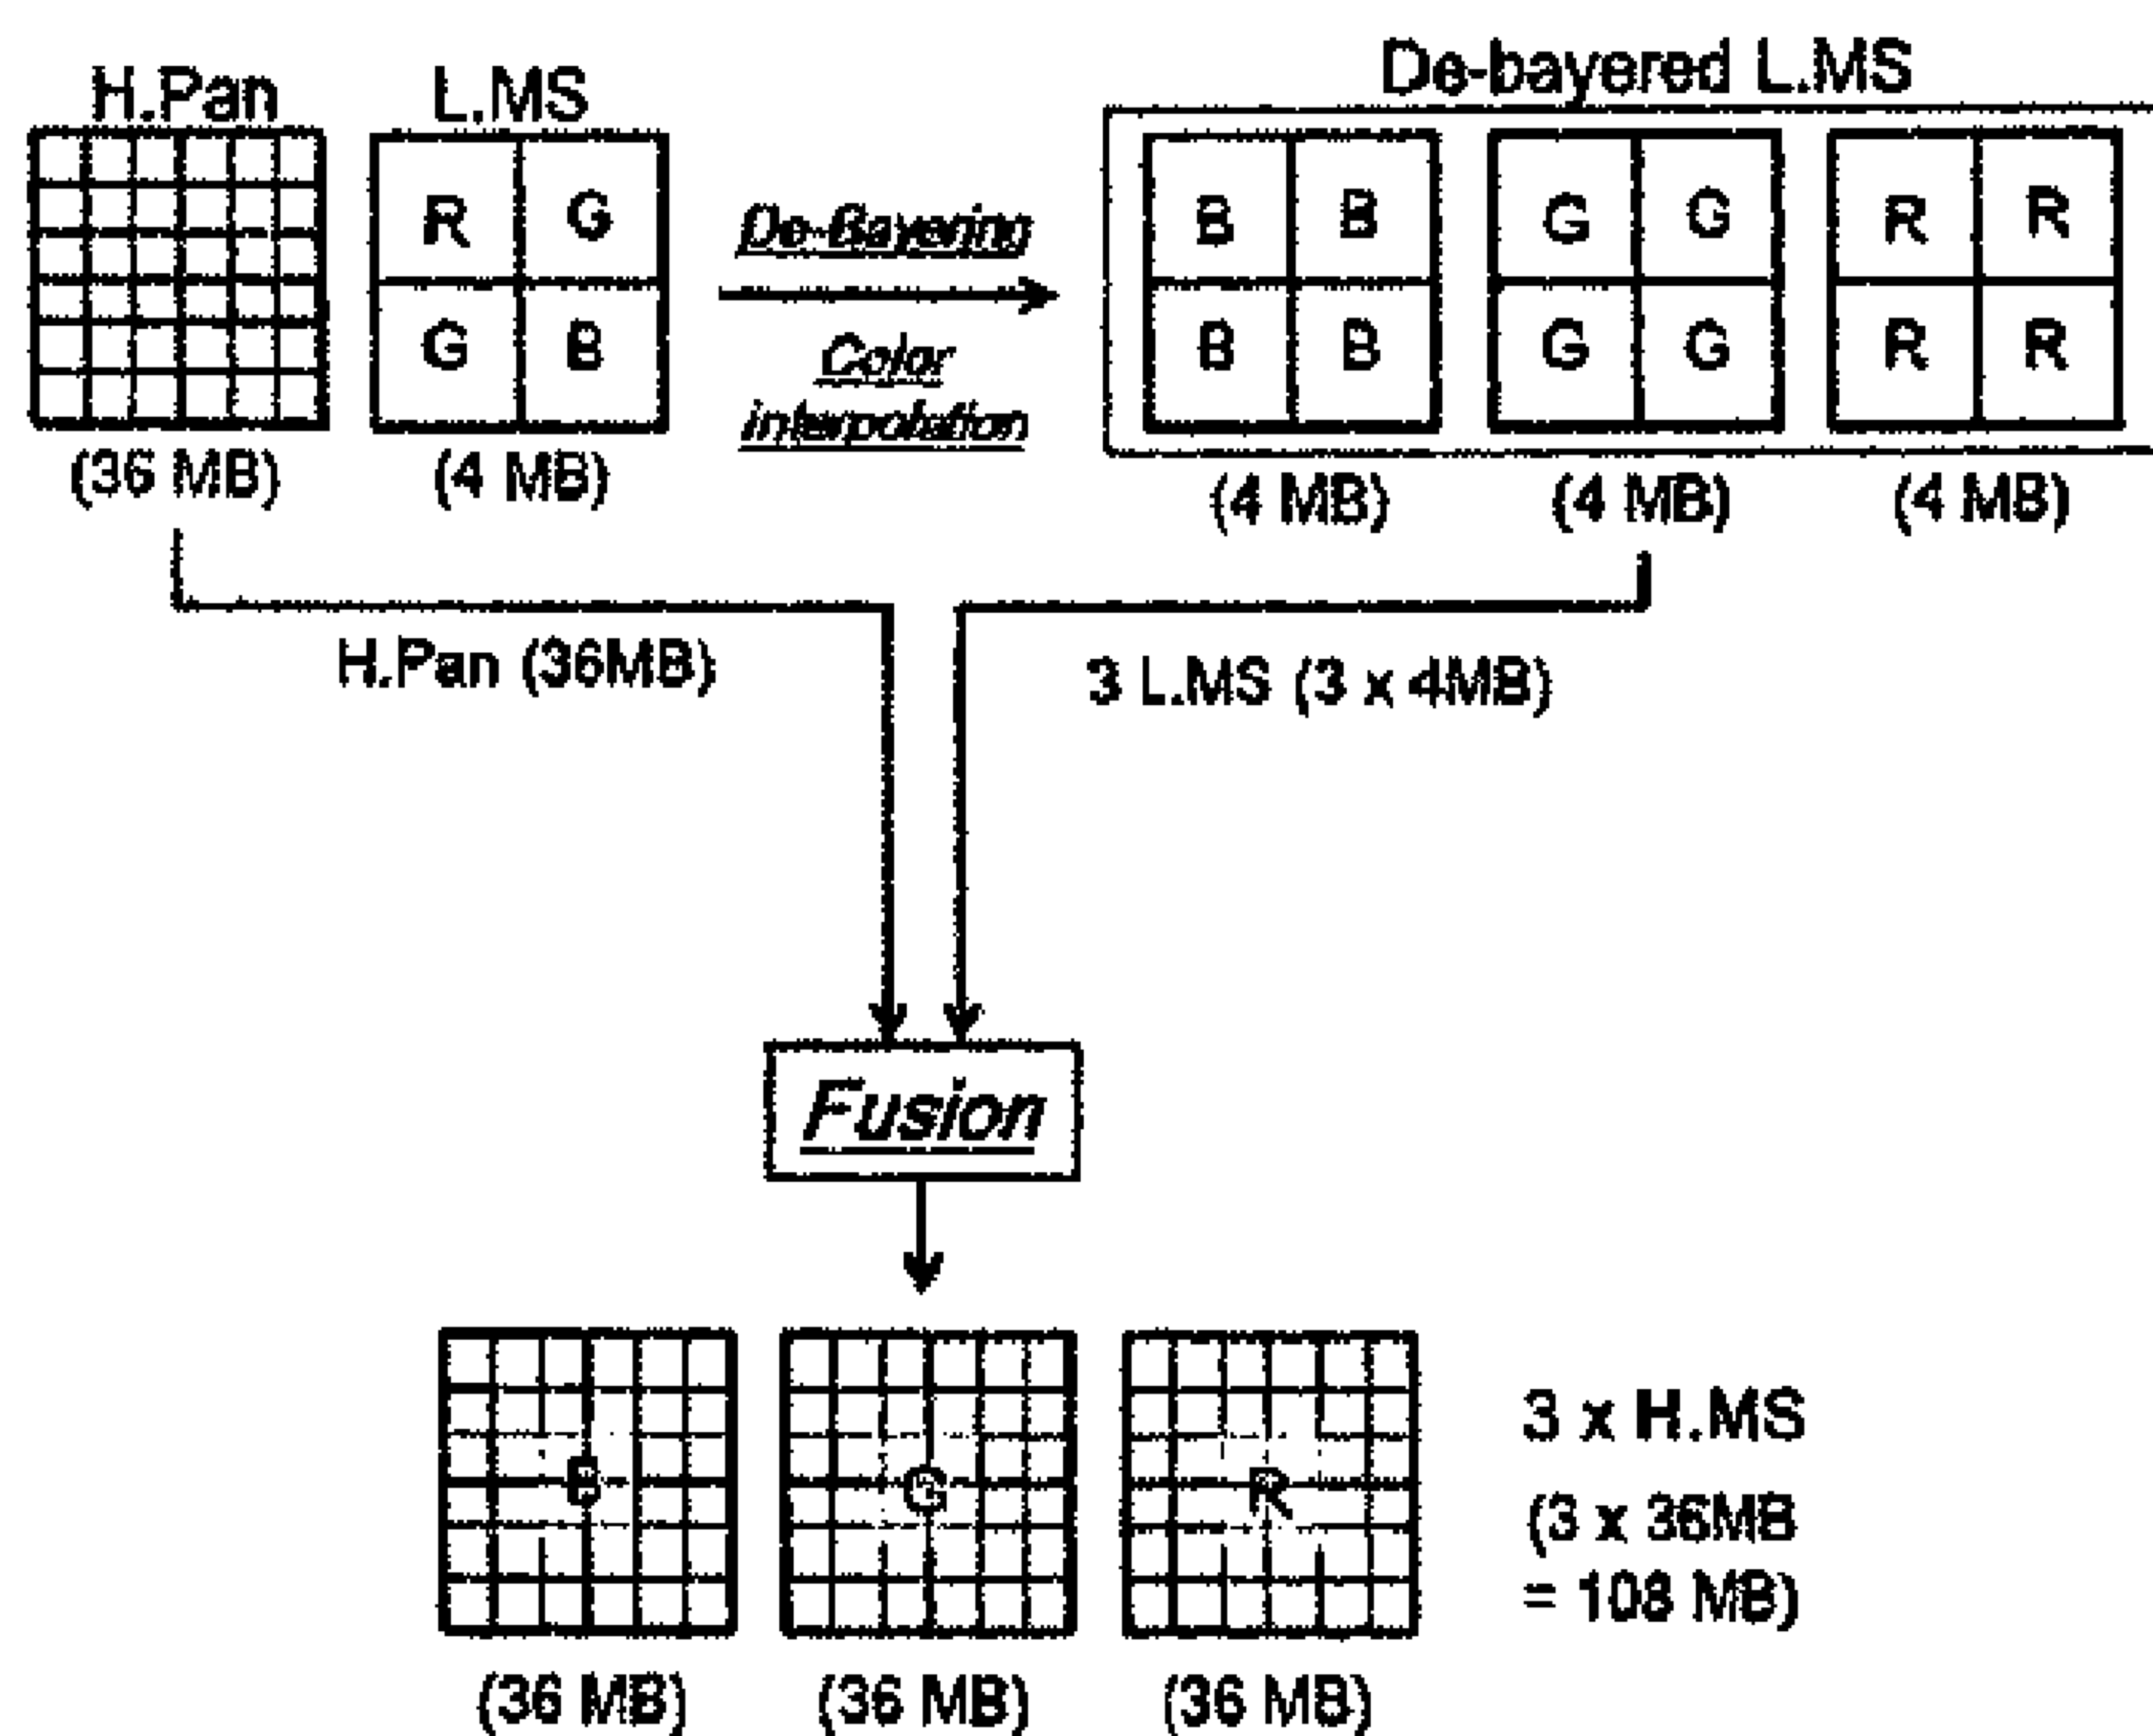 H.Pan
L.MS
De-bayered L.MS
R G
G B
De-Bayering
Color
interpolation
B B
B B
G G
G G
R R
R R
(36 MB)
(4 MB)
(4 MB)
(4 MB)
(4 MB)
H.Pan (36MB)
3 L.MS (3 x 4MB)
Fusion
B
G
R
3 x H.MS
(3 x 36MB
= 108 MB)
(36 MB)
(36 MB)
(36 MB)